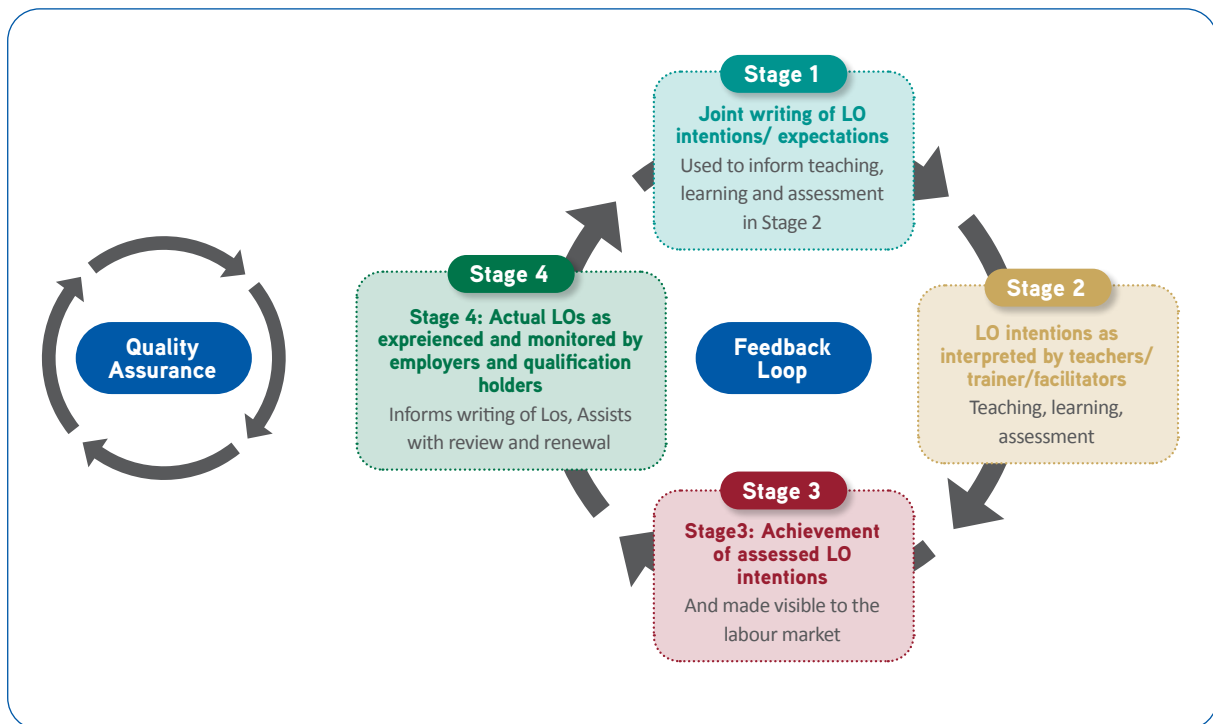 Stage 1
Joint writing of LO
intentions/ expectations
Used to inform teaching,
learning and assessment
in Stage 2
Stage 2
LO intentions as
interpreted by teachers/
trainer/facilitators
Teaching, learning,
assessment
Stage 3
Stage3: Achievement
of assessed LO
intentions
And made visible to the
labour market
Stage 4
Stage 4: Actual LOs as
expreienced and monitored by
employers and qualification
holders
Informs writing of Los, Assists
with review and renewal
Feedback
Loop
Quality
Assurance